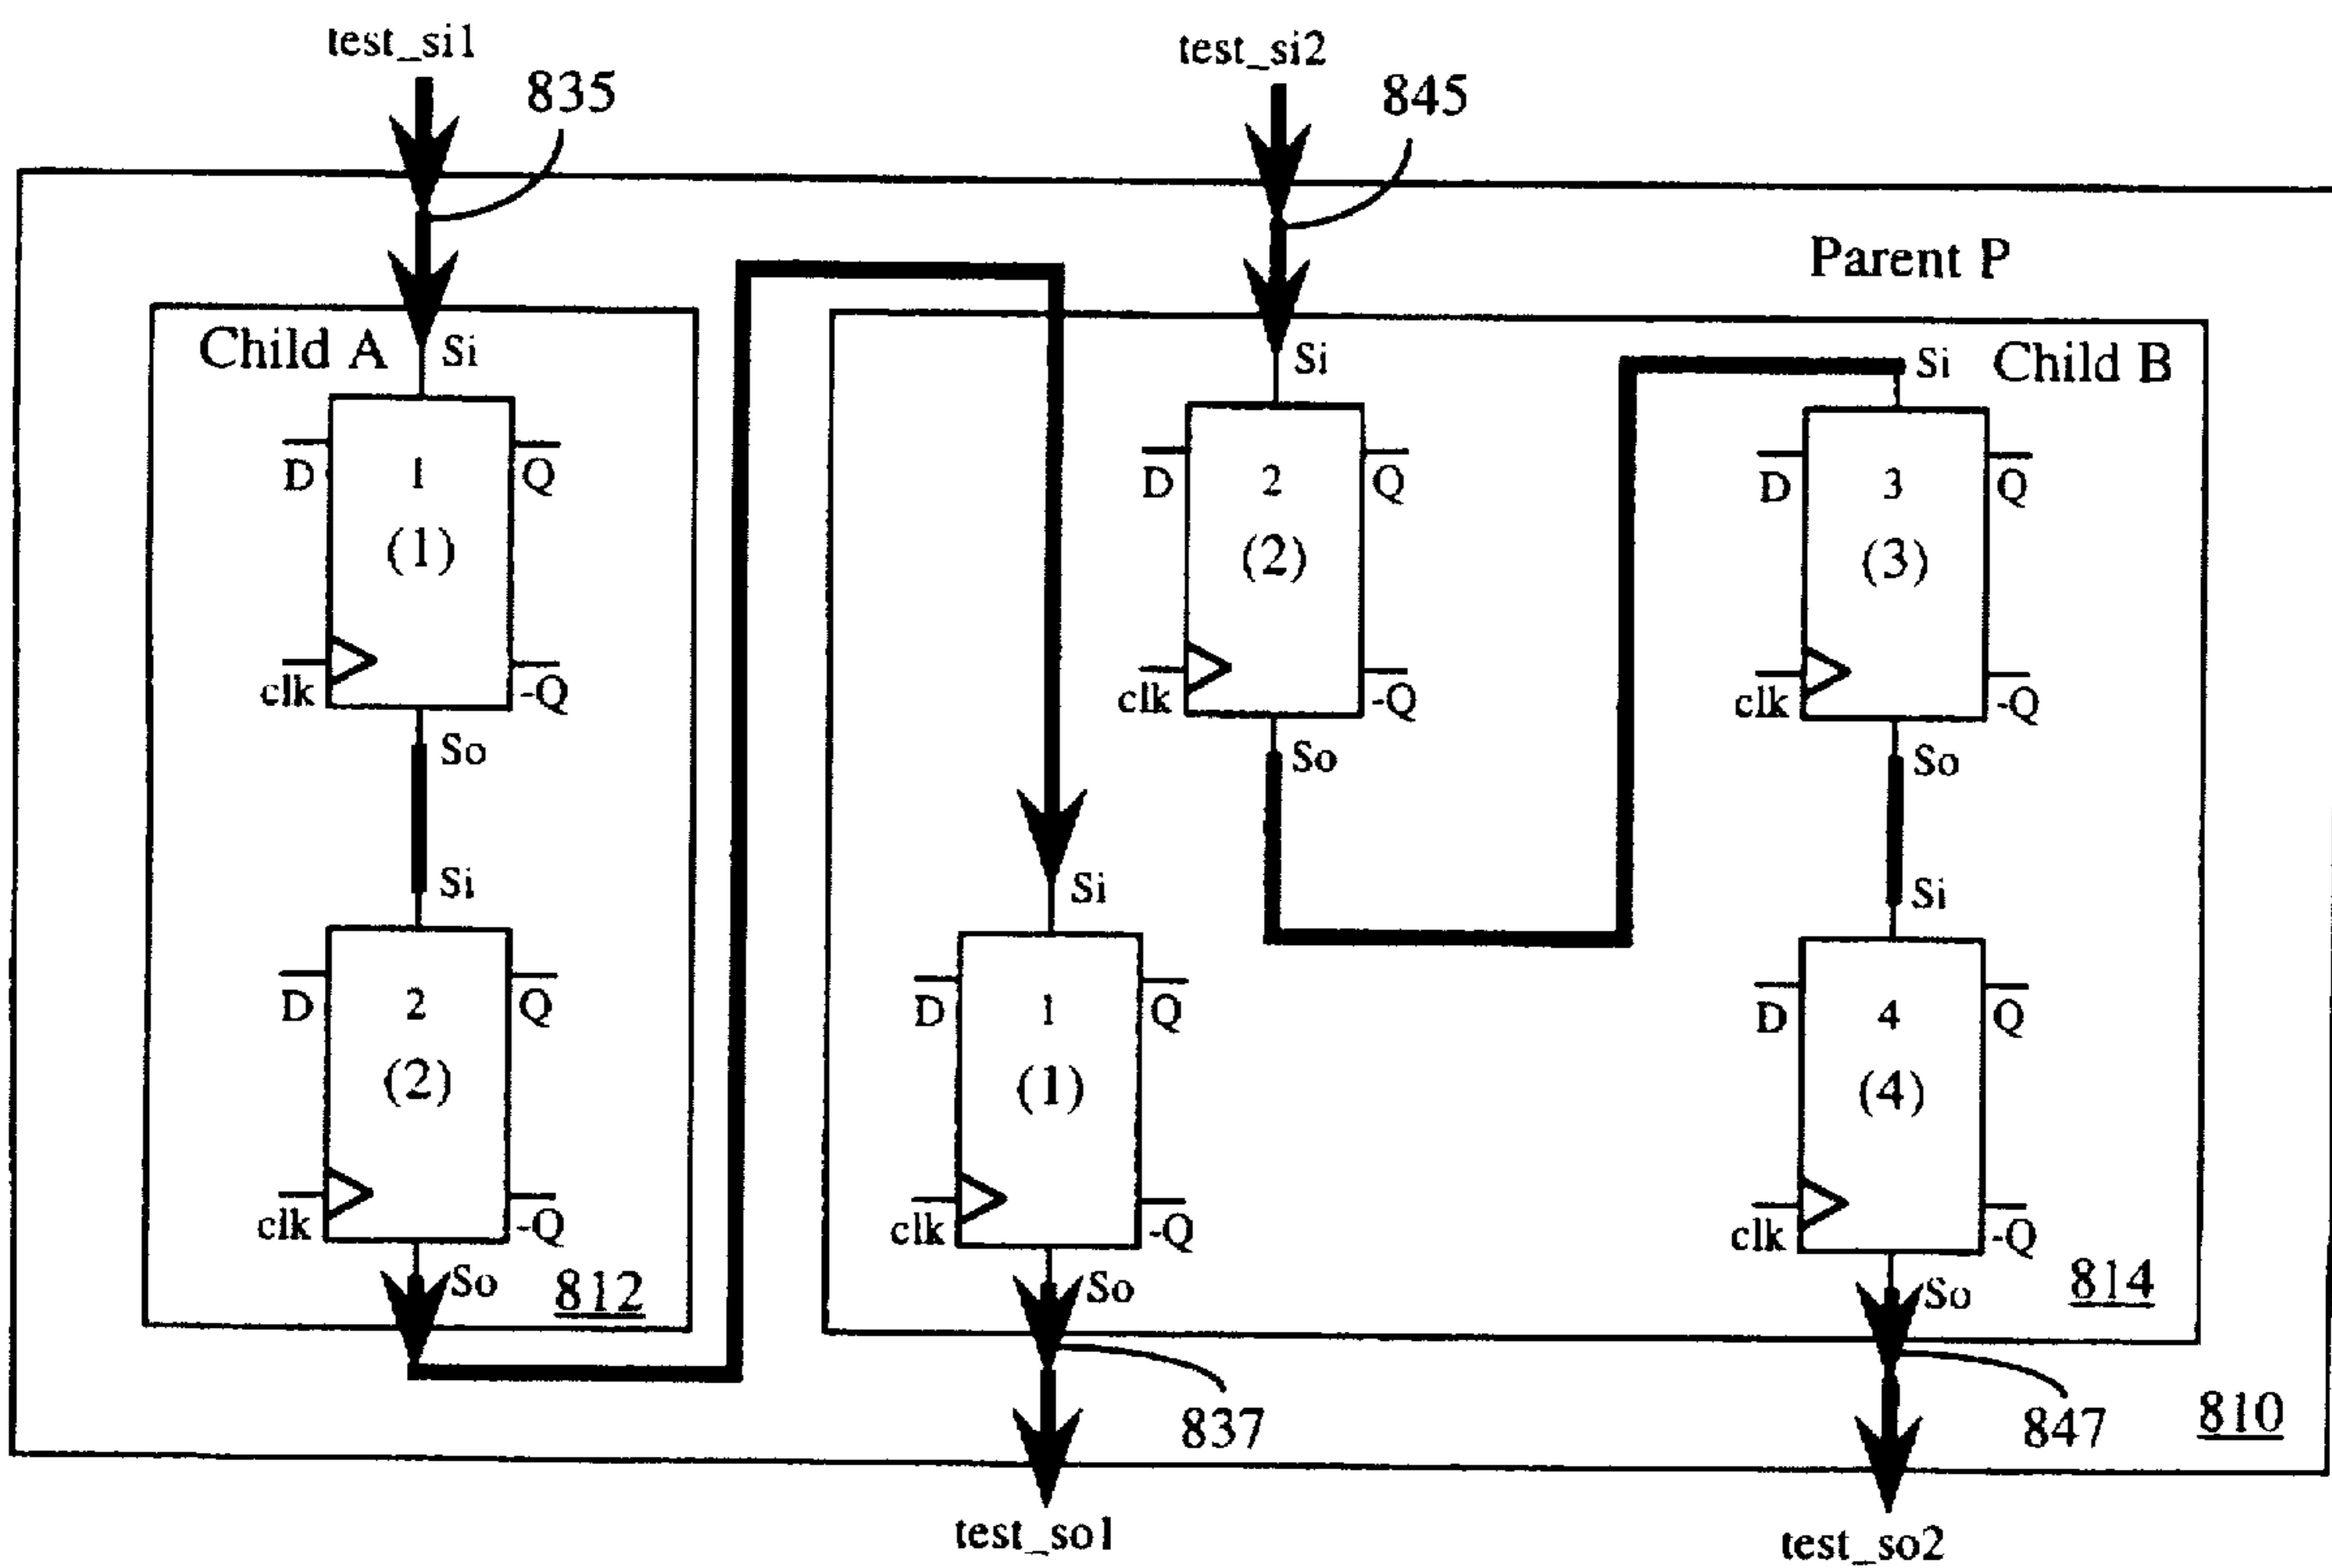 test_si1
test_si2
835
845
Parent P
Child A
Si
Si
Si
Child B
D
1
Q
(1)
clk
-Q
So
D
2
Q
(2)
clk
-Q
So
D
3
Q
(3)
clk
-Q
So
Si
Si
Si
D
2
Q
(2)
clk
-Q
So
812
D
1
Q
(1)
clk
-Q
So
D
4
Q
(4)
clk
-Q
So
814
837
847
810
test_so1
test_so2